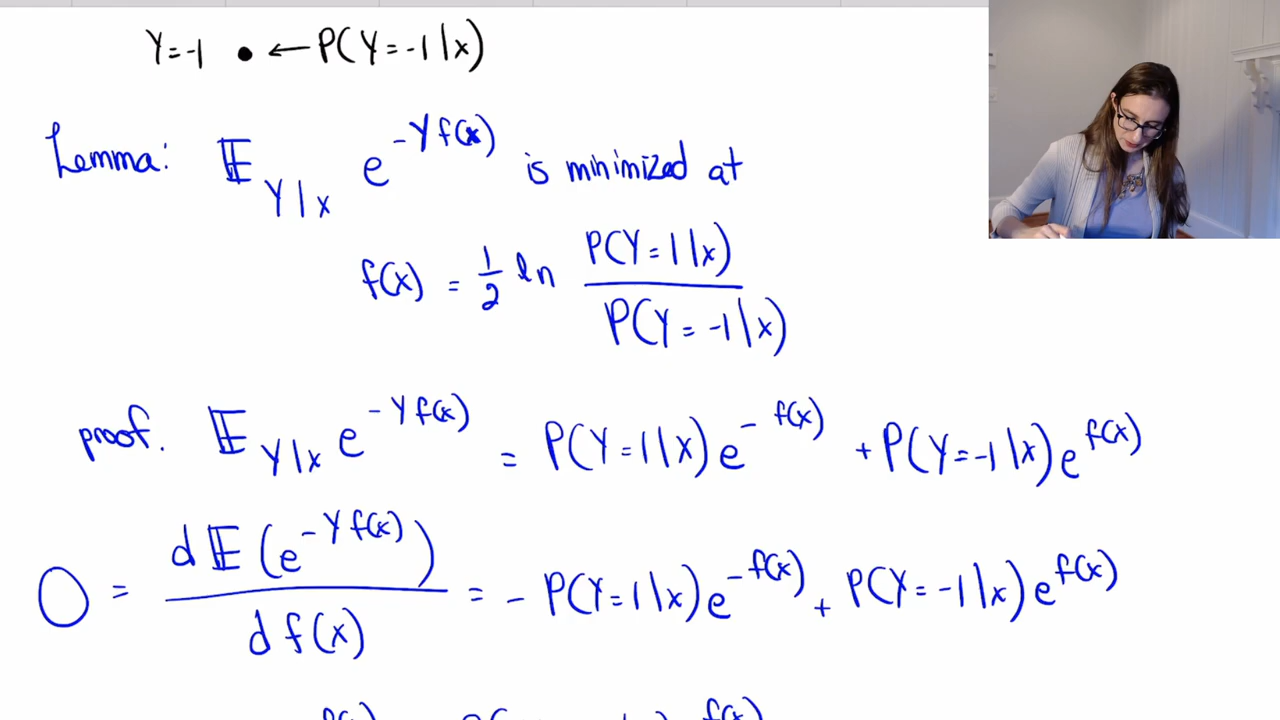 Y=-1 • ← P(Y=-1|x)
Lemma: 𝔼_{Y|x} e^{-Yf(x)} is minimized at
f(x) = 1/2 ln P(Y=1|x) / P(Y=-1|x)
proof. 𝔼_{Y|x} e^{-Yf(x)} = P(Y=1|x)e^{-f(x)} + P(Y=-1|x)e^{f(x)}
0 = d𝔼(e^{-Yf(x)}) / df(x) = -P(Y=1|x)e^{-f(x)} + P(Y=-1|x)e^{f(x)}